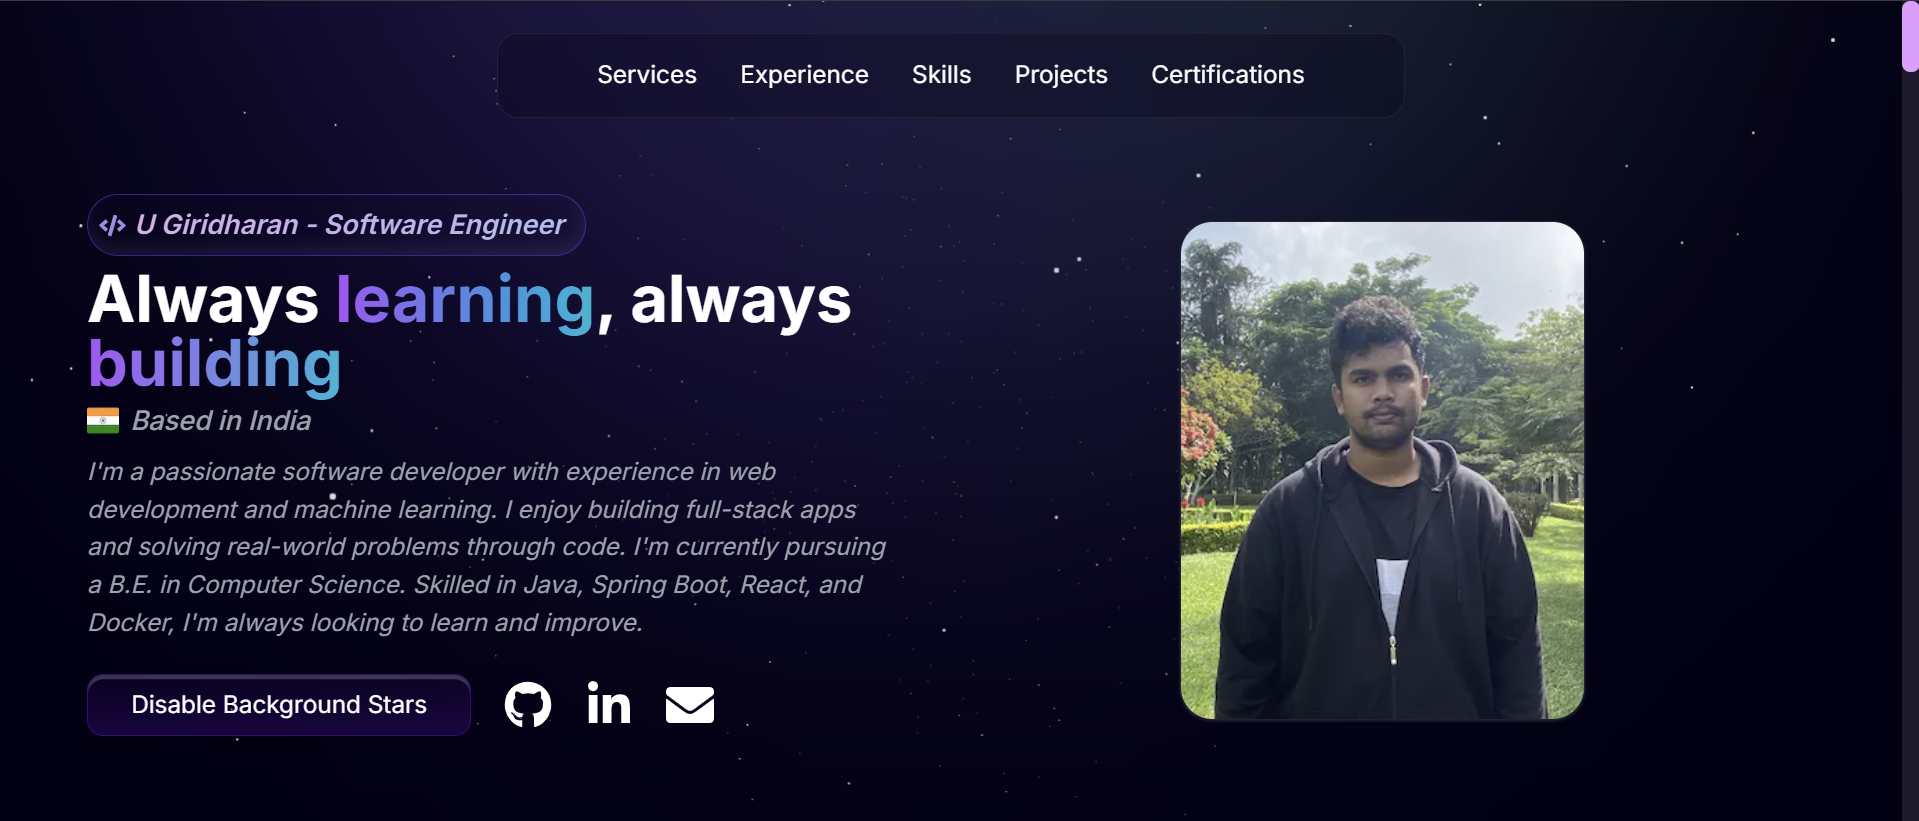 Services Experience Skills Projects Certifications
U Giridharan - Software Engineer
Always learning, always
building
Based in India
I'm a passionate software developer with experience in web
development and machine learning. I enjoy building full-stack apps
and solving real-world problems through code. I'm currently pursuing
a B.E. in Computer Science. Skilled in Java, Spring Boot, React, and
Docker, I'm always looking to learn and improve.
Disable Background Stars